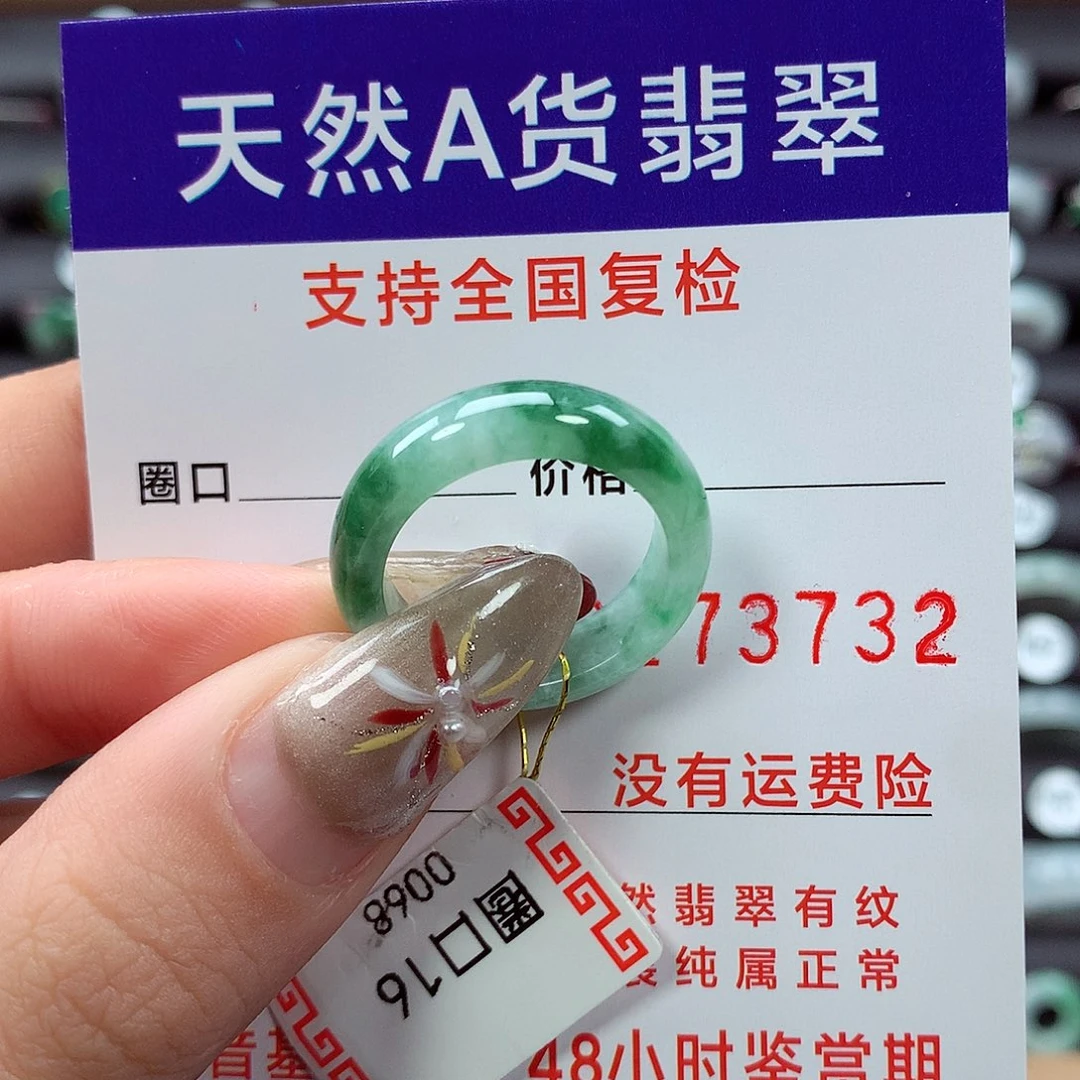 天然A货翡翠
支持全国复检
圈口 价格
73732
没有运费险
然翡翠有纹
裂纯属正常
48小时鉴赏期
圈口16
0068